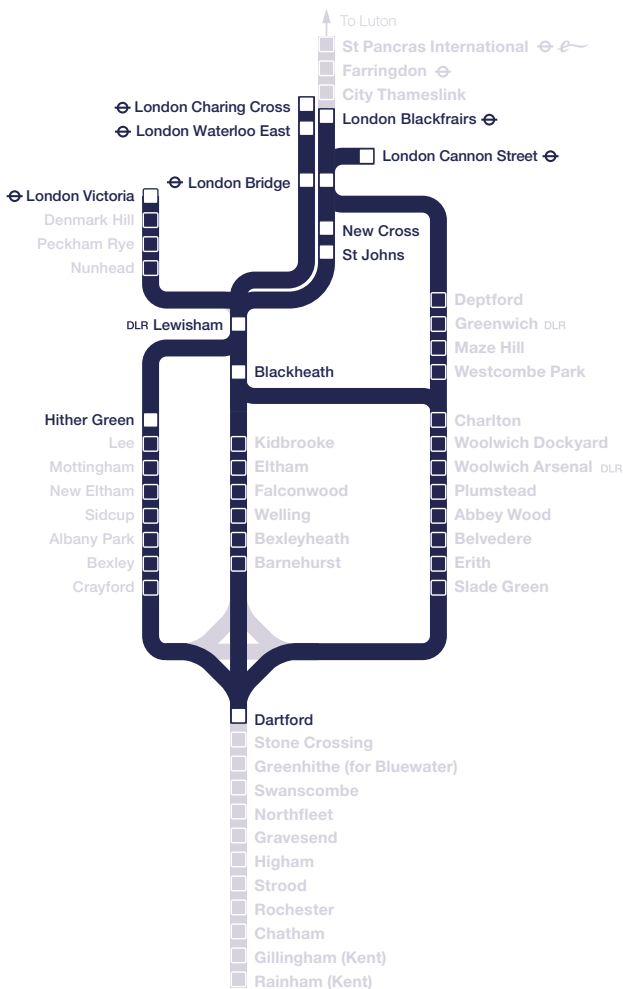 To Luton
St Pancras International
Farringdon
City Thameslink
London Charing Cross
London Blackfrairs
London Waterloo East
London Cannon Street
London Bridge
London Victoria
Denmark Hill
Peckham Rye
Nunhead
New Cross
St Johns
DLR Lewisham
Blackheath
Deptford
Greenwich DLR
Maze Hill
Westcombe Park
Hither Green
Lee
Mottingham
New Eltham
Sidcup
Albany Park
Bexley
Crayford
Kidbrooke
Eltham
Falconwood
Welling
Bexleyheath
Barnehurst
Charlton
Woolwich Dockyard
Woolwich Arsenal DLR
Plumstead
Abbey Wood
Belvedere
Erith
Slade Green
Dartford
Stone Crossing
Greenhithe (for Bluewater)
Swanscombe
Northfleet
Gravesend
Higham
Strood
Rochester
Chatham
Gillingham (Kent)
Rainham (Kent)